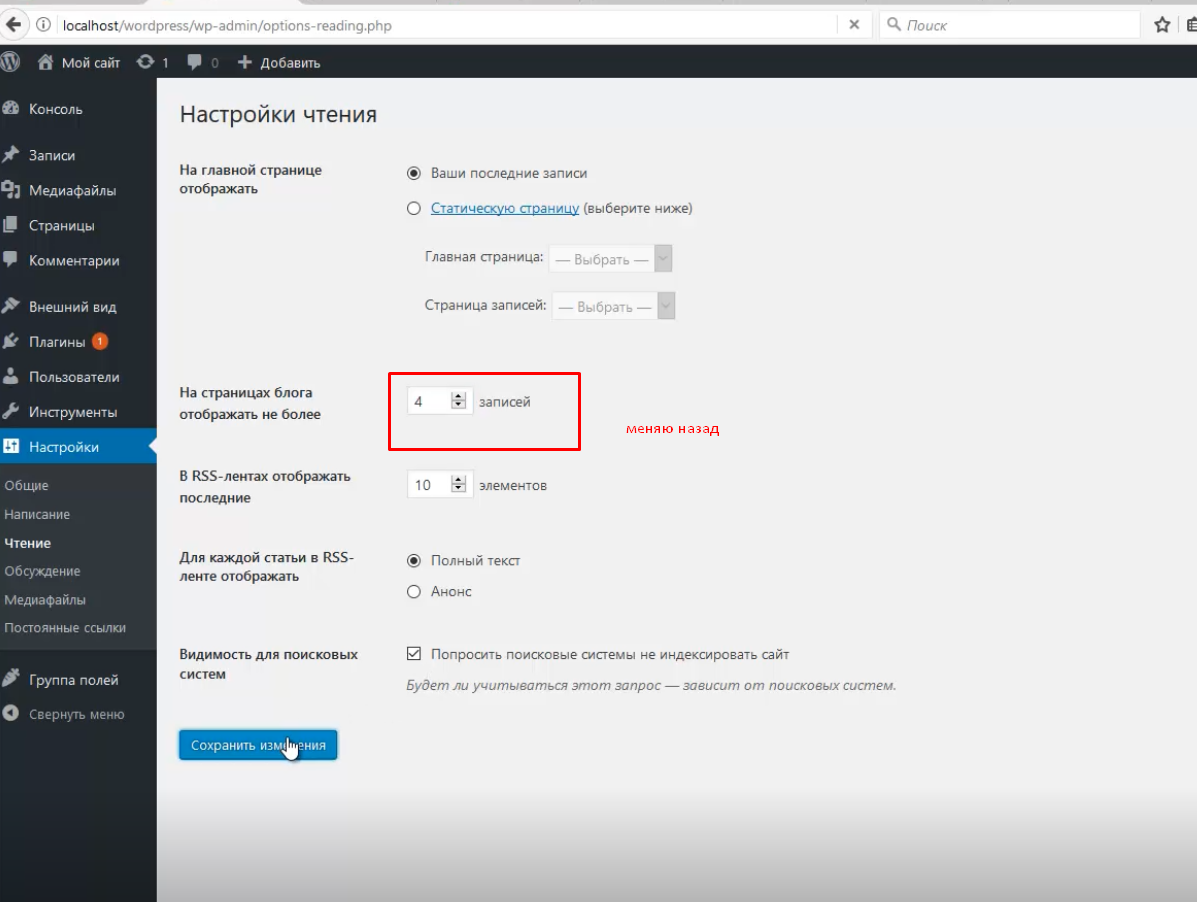 localhost/wordpress/wp-admin/options-reading.php
Поиск
Мой сайт 1 0 Добавить
Консоль
Записи
Медиафайлы
Страницы
Комментарии
Внешний вид
Плагины 1
Пользователи
Инструменты
Настройки
Общие
Написание
Чтение
Обсуждение
Медиафайлы
Постоянные ссылки
Группа полей
Свернуть меню
Настройки чтения
На главной странице
отображать
Ваши последние записи
Статическую страницу (выберите ниже)
Главная страница: — Выбрать —
Страница записей: — Выбрать —
На страницах блога
отображать не более
4 записей
меняю назад
В RSS-лентах отображать
последние
10 элементов
Для каждой статьи в RSS-
ленте отображать
Полный текст
Анонс
Видимость для поисковых
систем
Попросить поисковые системы не индексировать сайт
Будет ли учитываться этот запрос — зависит от поисковых систем.
Сохранить изменения